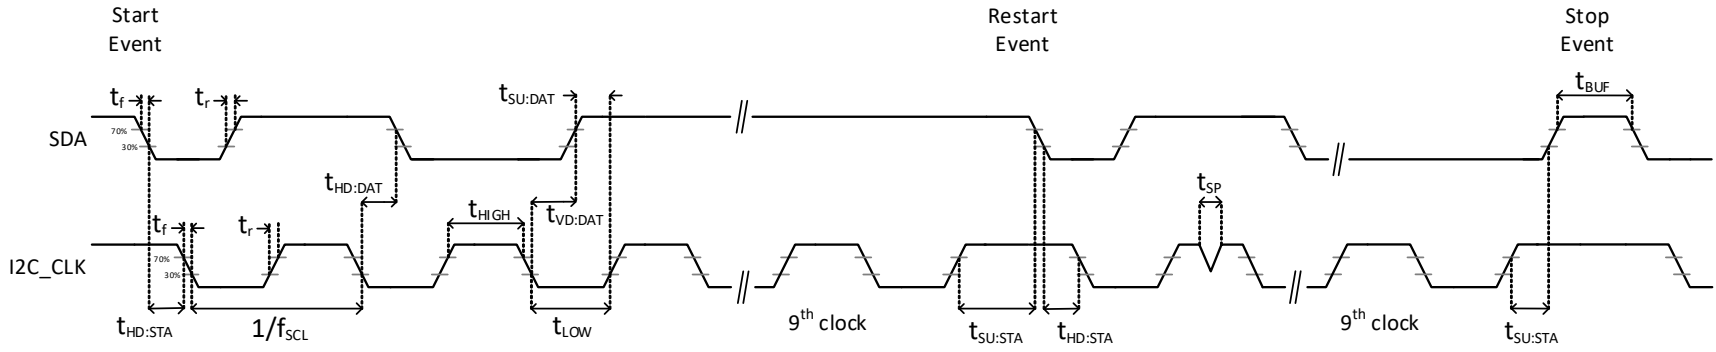 Start
Event
Restart
Event
Stop
Event
tf
tr
tSU:DAT
tBUF
SDA
70%
30%
tHD:DAT
tHIGH
tVD:DAT
tSP
tf
tr
I2C_CLK
70%
30%
tHD:STA
1/fSCL
tLOW
9th clock
tSU:STA
tHD:STA
9th clock
tSU:STA